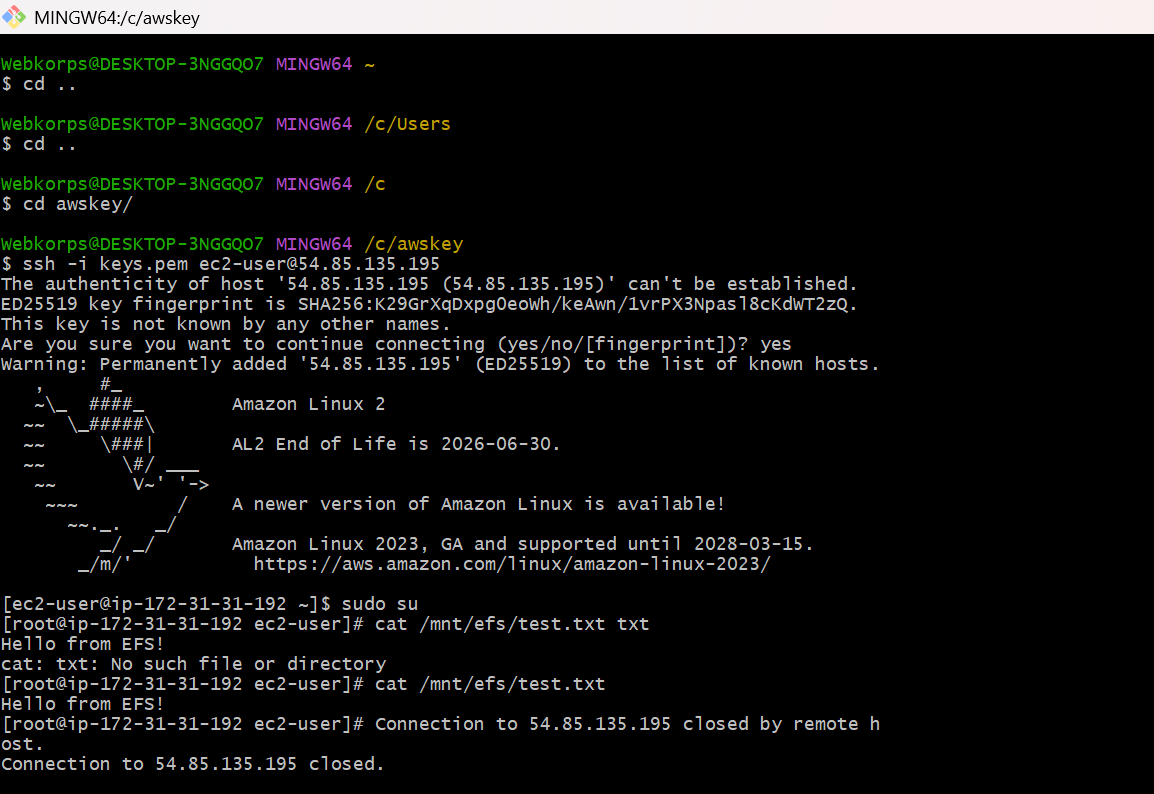 MINGW64:/c/awskey
Webkorps@DESKTOP-3NGGQO7 MINGW64 ~
$ cd ..
Webkorps@DESKTOP-3NGGQO7 MINGW64 /c/Users
$ cd ..
Webkorps@DESKTOP-3NGGQO7 MINGW64 /c
$ cd awskey/
Webkorps@DESKTOP-3NGGQO7 MINGW64 /c/awskey
$ ssh -i keys.pem ec2-user@54.85.135.195
The authenticity of host '54.85.135.195 (54.85.135.195)' can't be established.
ED25519 key fingerprint is SHA256:K29GrXqDxpg0eoWh/keAwn/1vrPX3Npasl8cKdWT2zQ.
This key is not known by any other names.
Are you sure you want to continue connecting (yes/no/[fingerprint])? yes
Warning: Permanently added '54.85.135.195' (ED25519) to the list of known hosts.
   ,     #_
   ~\_  ####_        Amazon Linux 2
  ~~  \_#####\
  ~~     \###|       AL2 End of Life is 2026-06-30.
  ~~       \#/ ___
   ~~       V~' '->
    ~~~         /    A newer version of Amazon Linux is available!
      ~~._.   _/
         _/ _/       Amazon Linux 2023, GA and supported until 2028-03-15.
       _/m/'           https://aws.amazon.com/linux/amazon-linux-2023/
[ec2-user@ip-172-31-31-192 ~]$ sudo su
[root@ip-172-31-31-192 ec2-user]# cat /mnt/efs/test.txt txt
Hello from EFS!
cat: txt: No such file or directory
[root@ip-172-31-31-192 ec2-user]# cat /mnt/efs/test.txt
Hello from EFS!
[root@ip-172-31-31-192 ec2-user]# Connection to 54.85.135.195 closed by remote h
ost.
Connection to 54.85.135.195 closed.